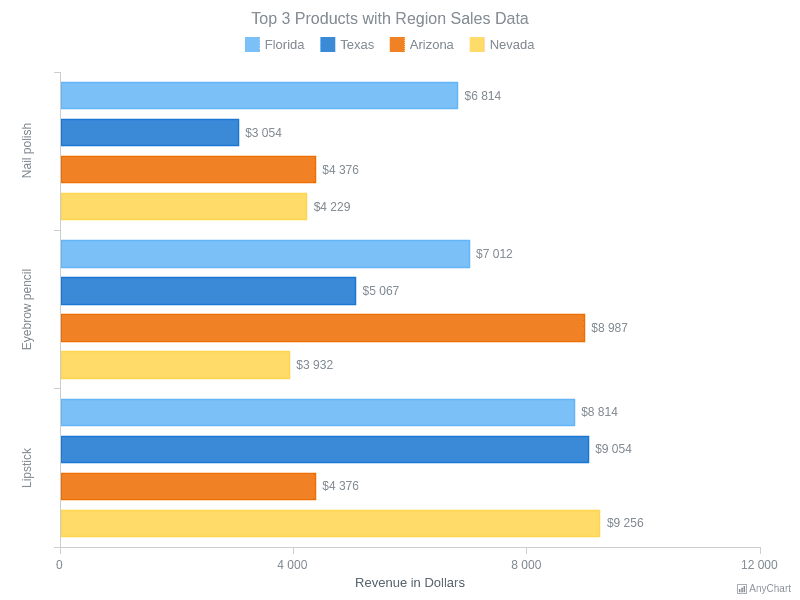 Top 3 Products with Region Sales Data
Florida Texas Arizona Nevada
Nail polish
$6 814
$3 054
$4 376
$4 229
Eyebrow pencil
$7 012
$5 067
$8 987
$3 932
Lipstick
$8 814
$9 054
$4 376
$9 256
0 4 000 8 000 12 000
Revenue in Dollars
AnyChart